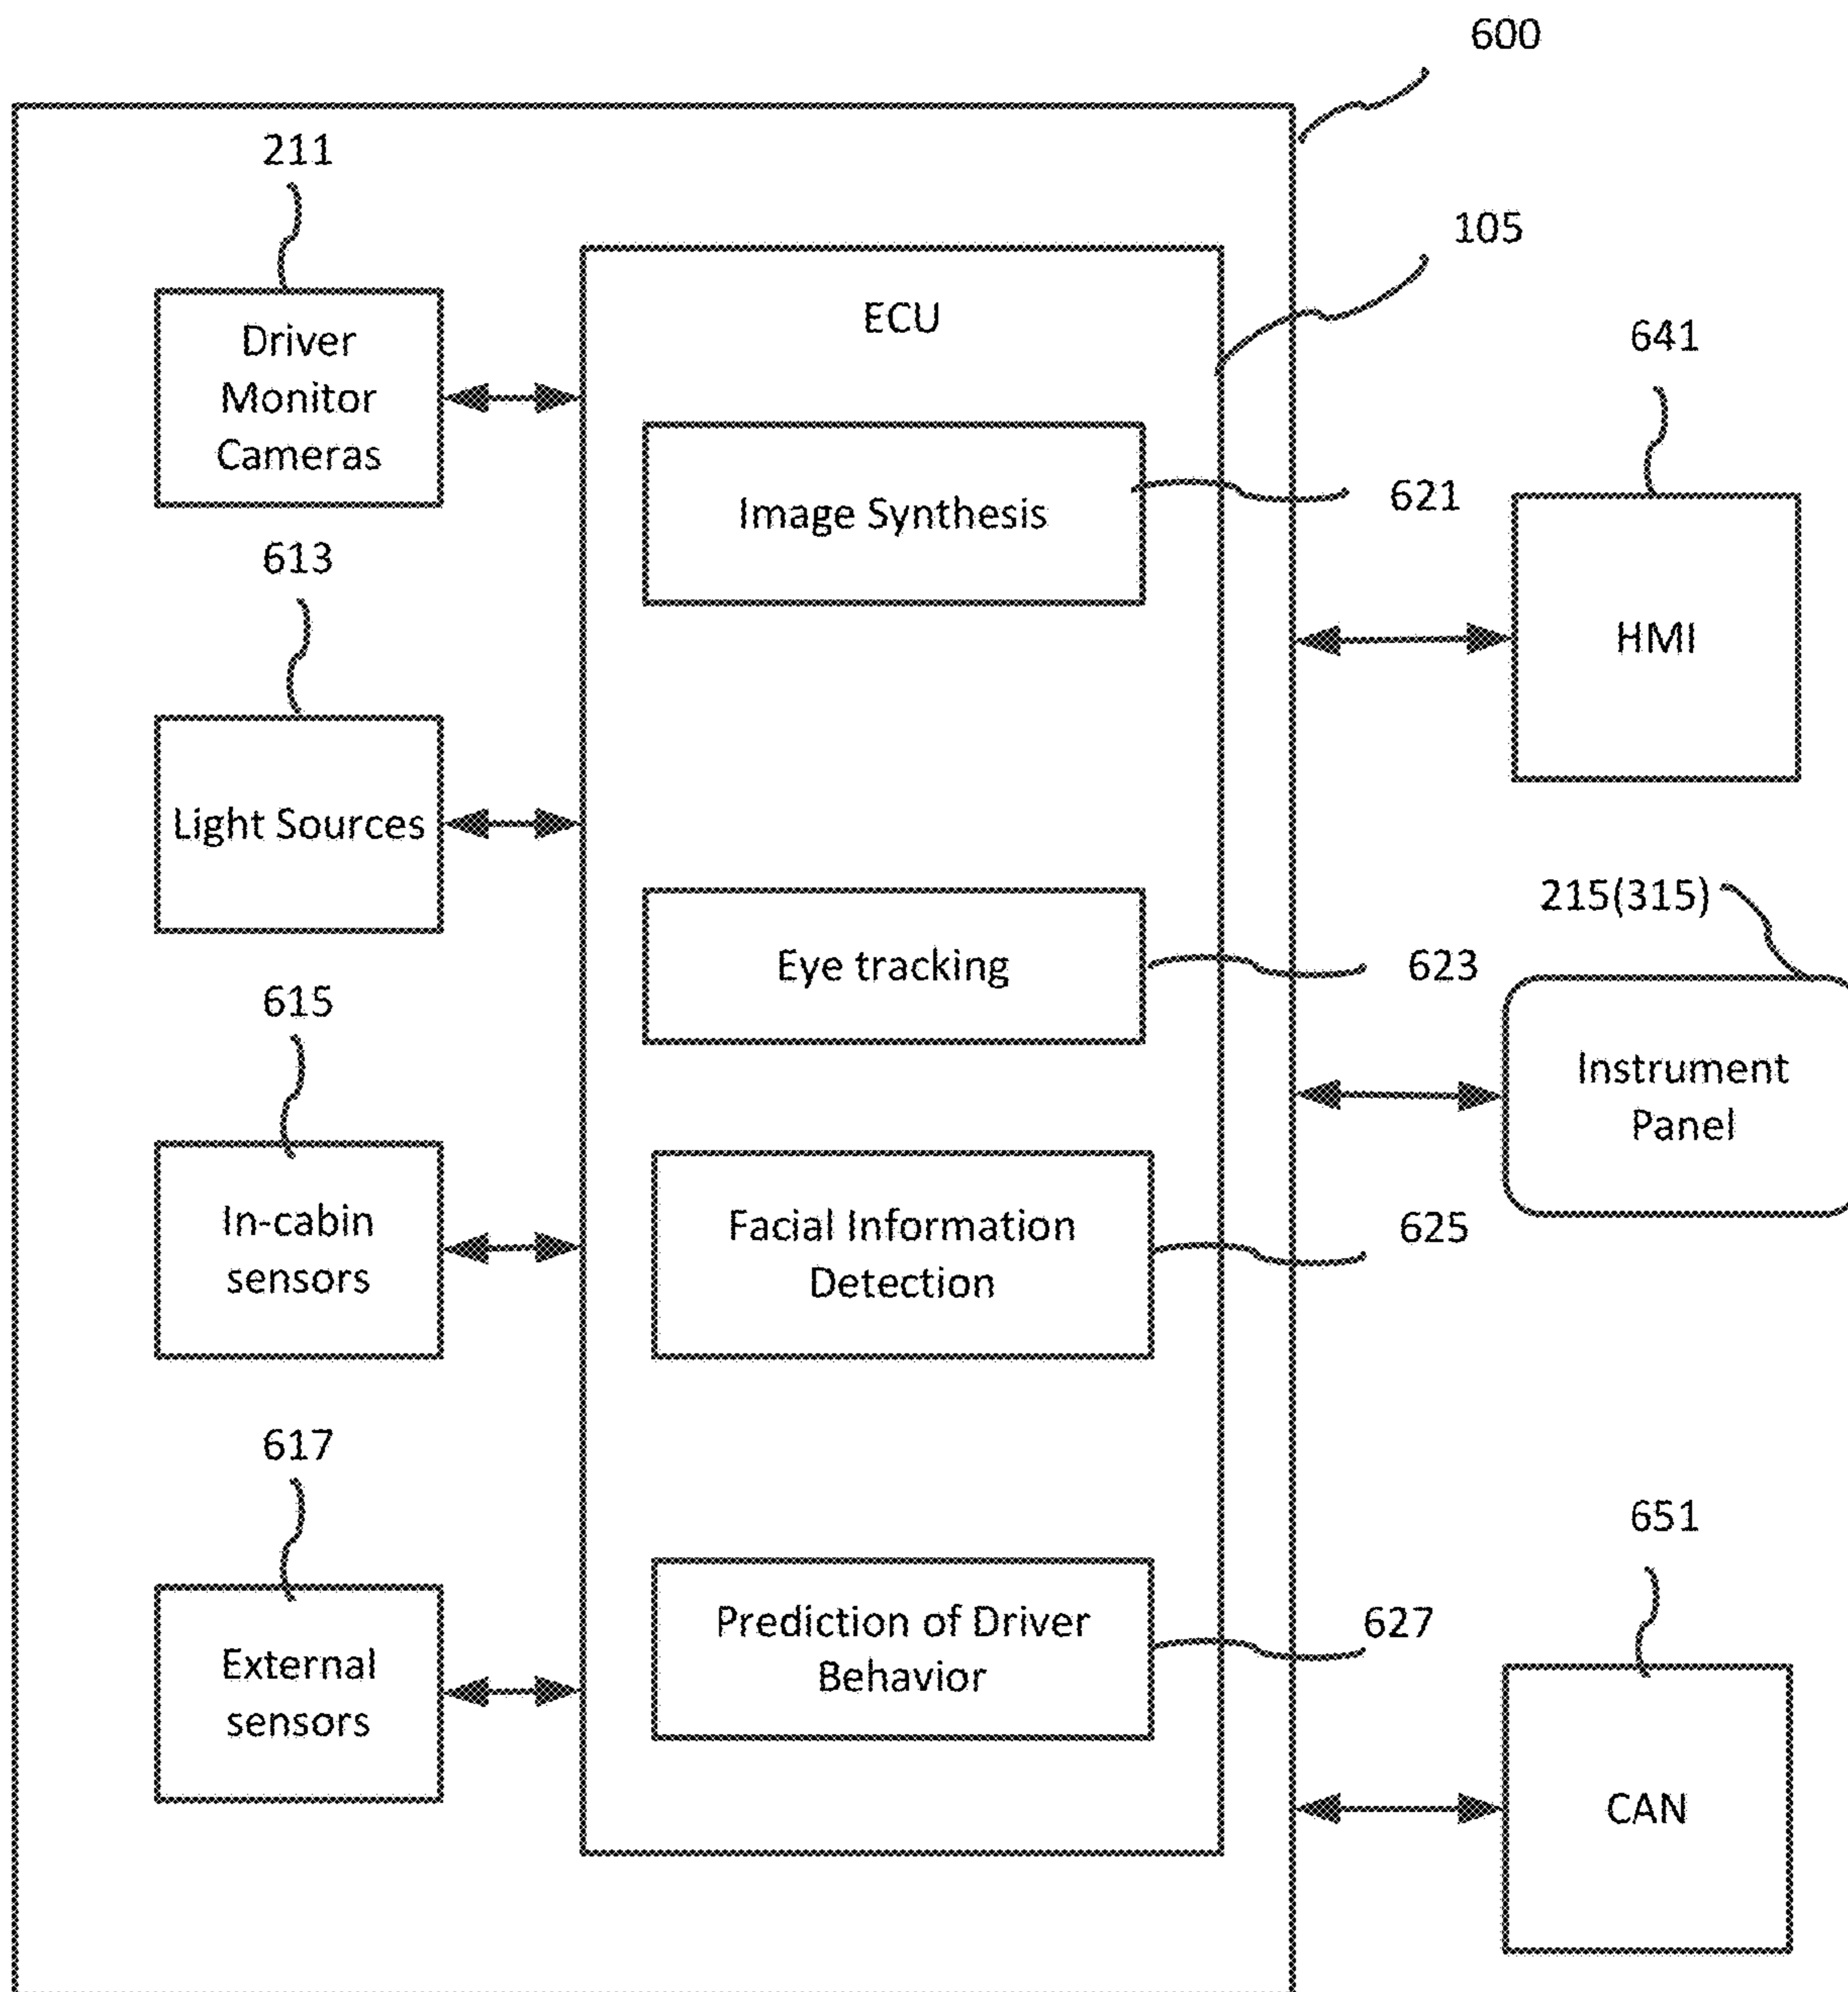 600
211
105
Driver
Monitor
Cameras
ECU
641
Image Synthesis
621
613
HMI
Light Sources
215(315)
Eye tracking
623
615
Instrument
Panel
In-cabin
sensors
Facial Information
Detection
625
617
651
External
sensors
Prediction of Driver
Behavior
627
CAN